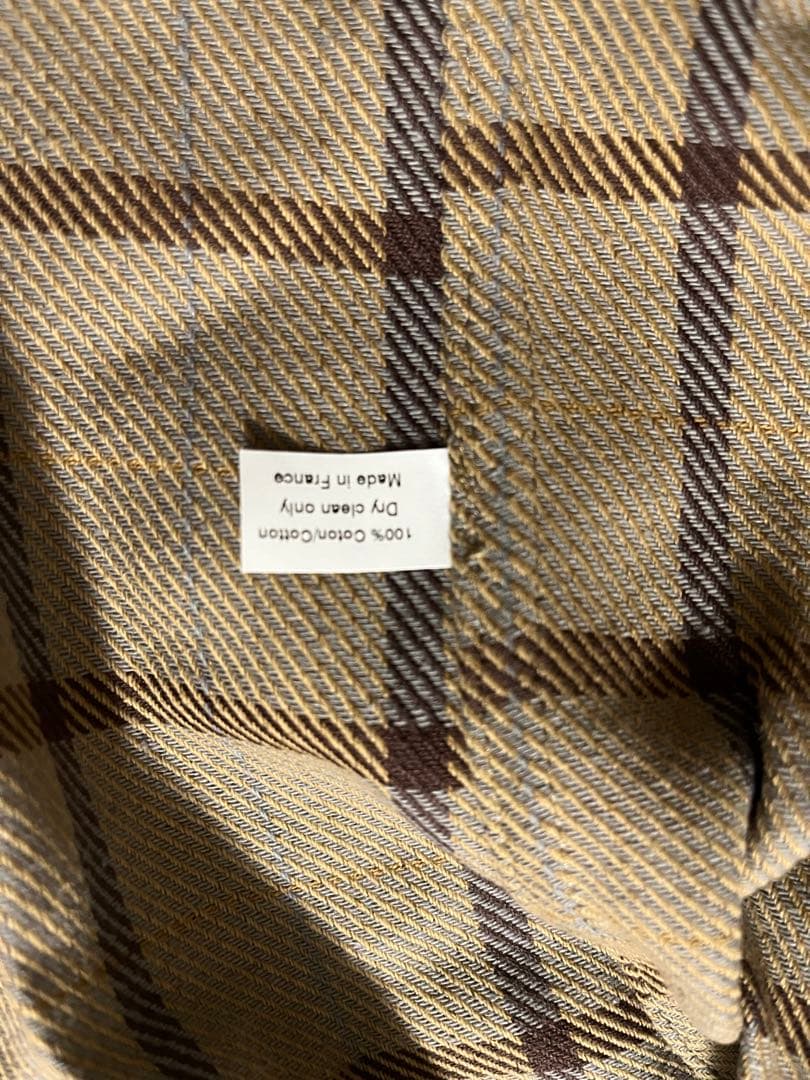 100% Coton/Cotton
Dry clean only
Made in France